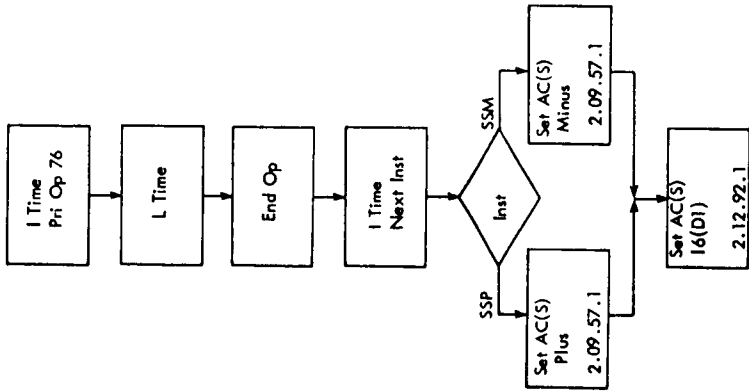 I Time
Pri Op 76
L Time
End Op
I Time
Next Inst
Inst
SSP
SSM
Set AC(S)
Plus
2.09.57.1
Set AC(S)
Minus
2.09.57.1
Set AC(S)
I6(D1)
2.12.92.1